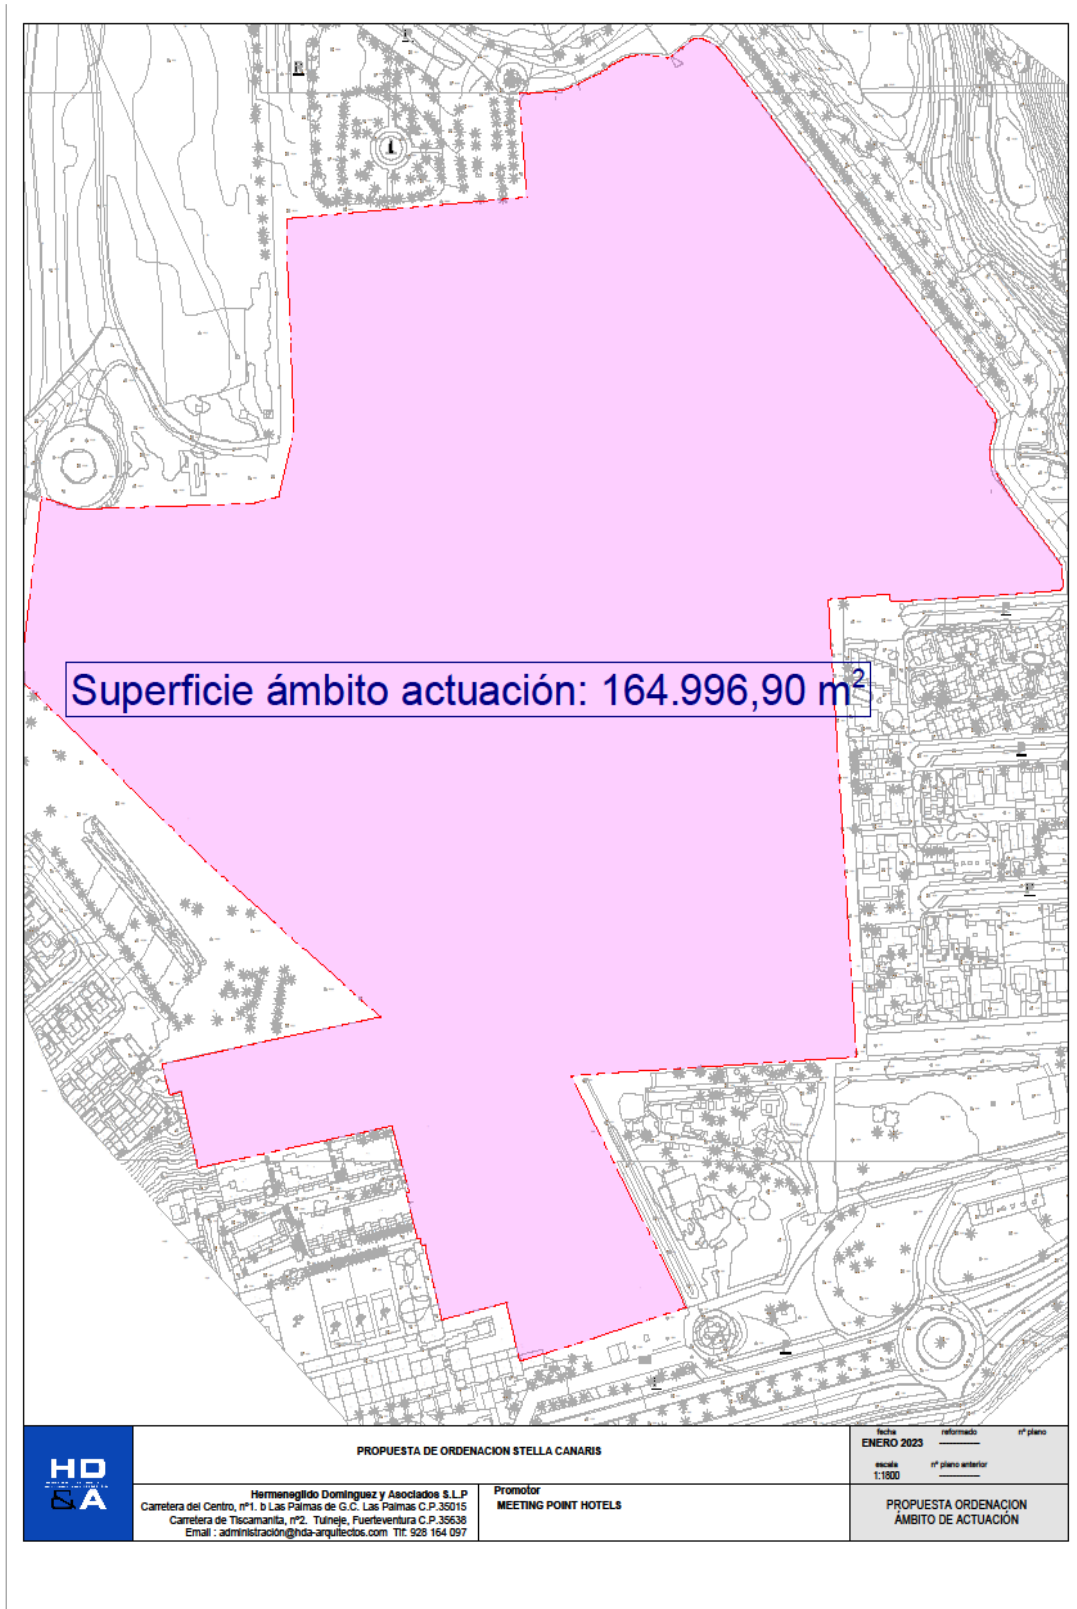 Superficie ámbito actuación: 164.996,90 m²
HD
& A
PROPUESTA DE ORDENACION STELLA CANARIS
Hermenegildo Dominguez y Asociados S.L.P
Carretera del Centro, nº1. b Las Palmas de G.C. Las Palmas C.P.35015
Carretera de Tiscamanita, nº2. Tuineje, Fuerteventura C.P.35638
Email : administración@hda-arquitectos.com Tlf: 928 164 097
Promotor
MEETING POINT HOTELS
fecha reformado nº plano
ENERO 2023
escala nº plano anterior
1:1800
PROPUESTA ORDENACION
ÁMBITO DE ACTUACIÓN